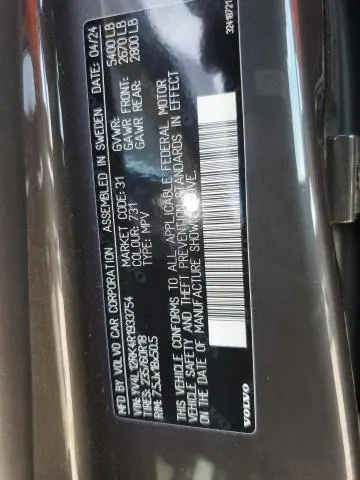 MFD BY VOLVO CAR CORPORATION ASSEMBLED IN SWEDEN DATE: 04/24
VIN: YV4L12RK4R1933754 MARKET CODE: 31 GVWR: 5400 LB
TIRES: 235/60R18 COLOUR: 731 GAWR FRONT: 2670 LB
RIM: 7.5JX18X50.5 TYPE: MPV GAWR REAR: 2800 LB
THIS VEHICLE CONFORMS TO ALL APPLICABLE FEDERAL MOTOR
VEHICLE SAFETY AND THEFT PREVENTION STANDARDS IN EFFECT
ON THE DATE OF MANUFACTURE SHOWN ABOVE.
VOLVO 32418721